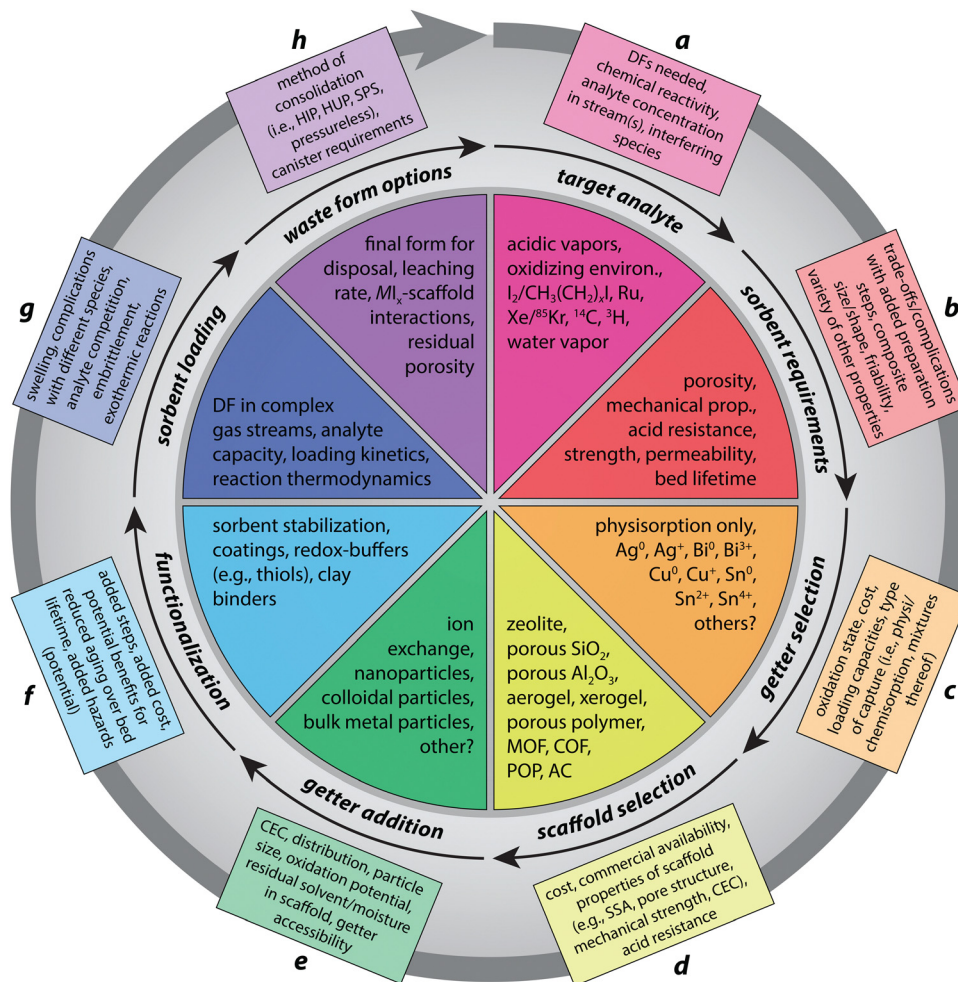 h
method of
consolidation
(i.e., HIP, HUP, SPS,
pressureless),
canister requirements
a
DFs needed,
chemical reactivity,
analyte concentration
in stream(s), interfering
species
waste form options
target analyte
final form for
disposal, leaching
rate, MIₓ-scaffold
interactions,
residual
porosity
acidic vapors,
oxidizing environ.,
I₂/CH₃(CH₂)ₓI, Ru,
Xe/⁸⁵Kr, ¹⁴C, ³H,
water vapor
g
swelling, complications
with different species,
analyte competition,
embrittlement,
exothermic reactions
sorbent loading
sorbent requirements
b
trade-offs/complications
with added preparation
steps, composite
size/shape, friability,
variety of other properties
DF in complex
gas streams, analyte
capacity, loading kinetics,
reaction thermodynamics
porosity,
mechanical prop.,
acid resistance,
strength, permeability,
bed lifetime
sorbent stabilization,
coatings, redox-buffers
(e.g., thiols), clay
binders
physisorption only,
Ag⁰, Ag⁺, Bi⁰, Bi³⁺,
Cu⁰, Cu⁺, Sn⁰,
Sn²⁺, Sn⁴⁺,
others?
functionalization
getter selection
f
added steps, added cost,
potential benefits for
reduced aging over bed
lifetime, added hazards
(potential)
c
oxidation state, cost,
loading capacities, type
of capture (i.e., physi/
chemisorption, mixtures
thereof)
ion
exchange,
nanoparticles,
colloidal particles,
bulk metal particles,
other?
zeolite,
porous SiO₂,
porous Al₂O₃,
aerogel, xerogel,
porous polymer,
MOF, COF,
POP, AC
getter addition
scaffold selection
CEC, distribution, particle
size, oxidation potential,
residual solvent/moisture
in scaffold, getter
accessibility
e
cost, commercial availability,
properties of scaffold
(e.g., SSA, pore structure,
mechanical strength, CEC),
acid resistance
d